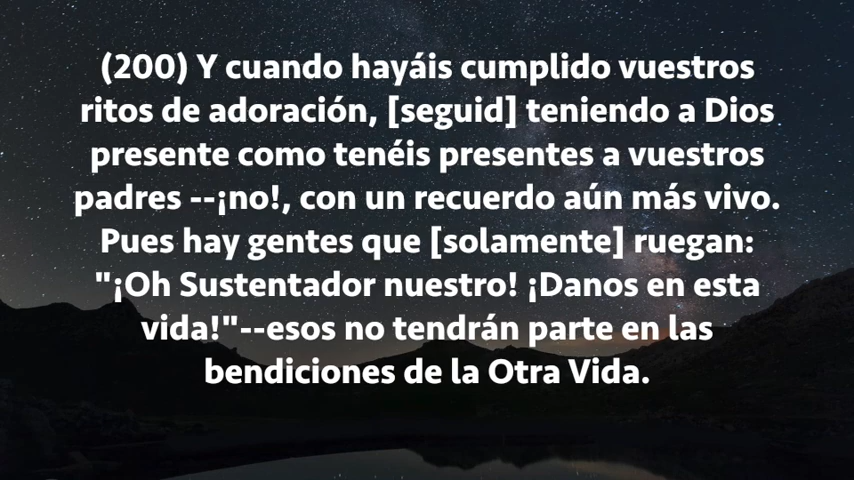 (200) Y cuando hayáis cumplido vuestros
ritos de adoración, [seguid] teniendo a Dios
presente como tenéis presentes a vuestros
padres --¡no!, con un recuerdo aún más vivo.
Pues hay gentes que [solamente] ruegan:
"¡Oh Sustentador nuestro! ¡Danos en esta
vida!"--esos no tendrán parte en las
bendiciones de la Otra Vida.